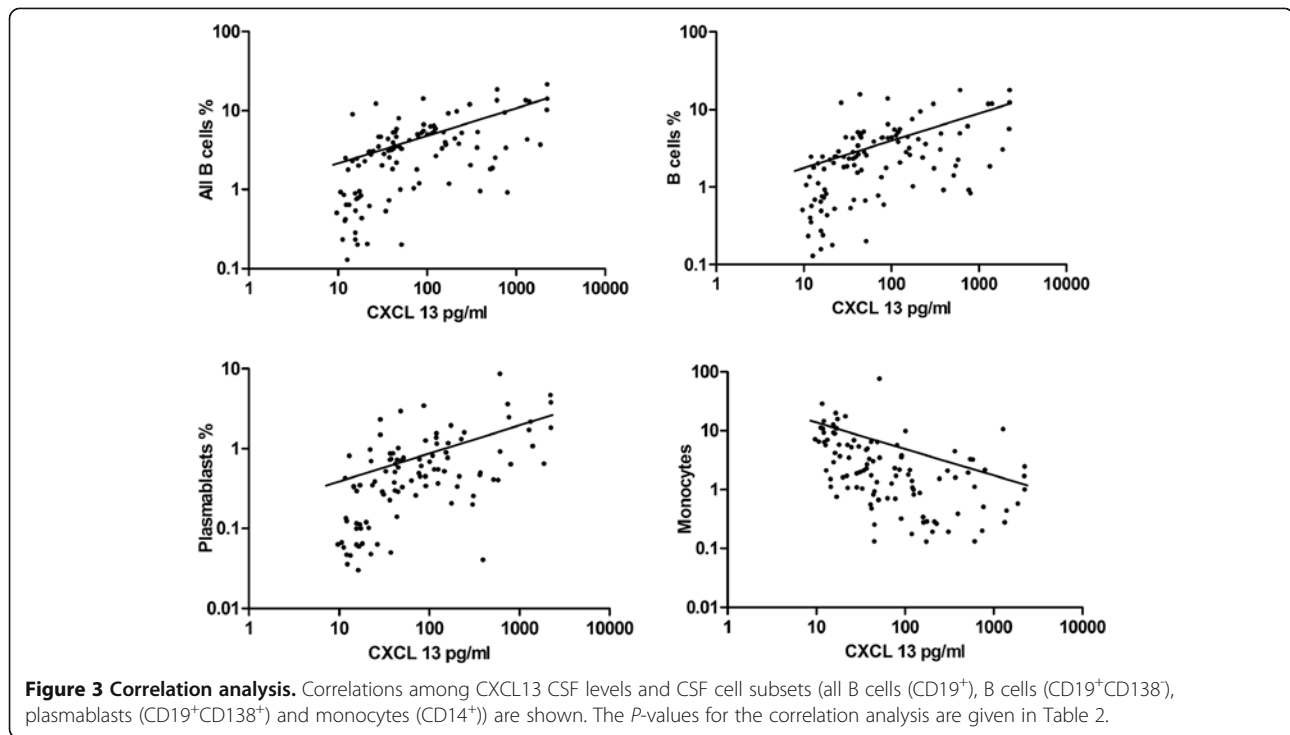 100
10
1
0.1
All B cells %
1 10 100 1000 10000
CXCL 13 pg/ml
100
10
1
0.1
B cells %
1 10 100 1000 10000
CXCL 13 pg/ml
10
1
0.1
0.01
Plasmablasts %
1 10 100 1000 10000
CXCL 13 pg/ml
100
10
1
0.1
0.01
Monocytes
1 10 100 1000 10000
CXCL 13 pg/ml
Figure 3 Correlation analysis. Correlations among CXCL13 CSF levels and CSF cell subsets (all B cells (CD19⁺), B cells (CD19⁺CD138⁻),
plasmablasts (CD19⁺CD138⁺) and monocytes (CD14⁺)) are shown. The P-values for the correlation analysis are given in Table 2.